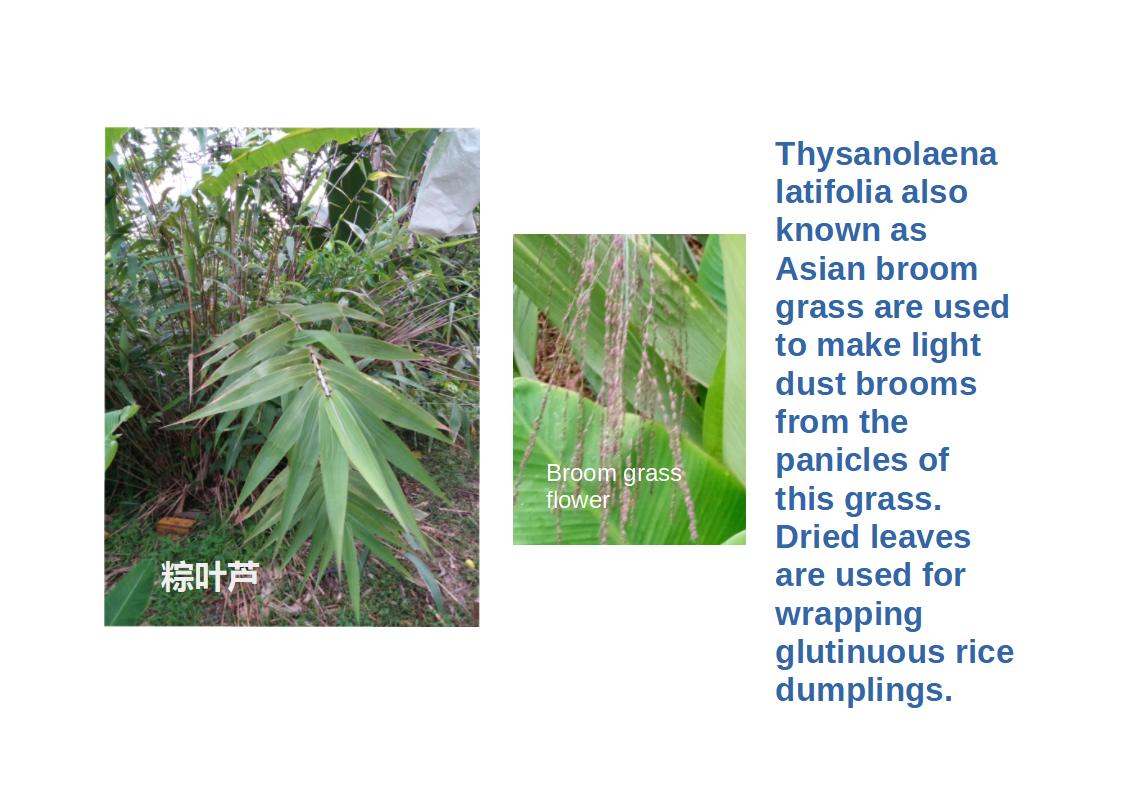 粽叶芦
Broom grass
flower
Thysanolaena
latifolia also
known as
Asian broom
grass are used
to make light
dust brooms
from the
panicles of
this grass.
Dried leaves
are used for
wrapping
glutinuous rice
dumplings.